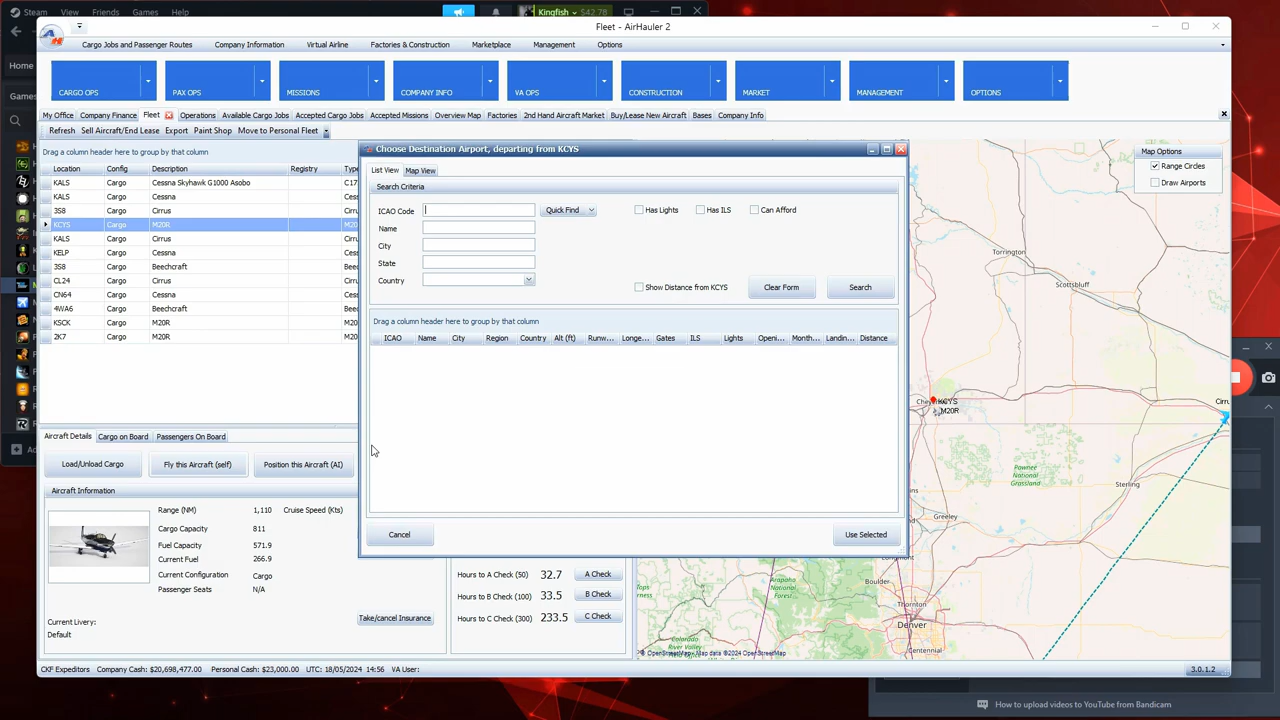 Steam View Friends Games Help
Kingfish $42.78
Fleet - AirHauler 2
Cargo Jobs and Passenger Routes Company Information Virtual Airline Factories & Construction Marketplace Management Options
Home
Games
CARGO OPS PAX OPS MISSIONS COMPANY INFO VA OPS CONSTRUCTION MARKET MANAGEMENT OPTIONS
My Office Company Finance Fleet Operations Available Cargo Jobs Accepted Cargo Jobs Accepted Missions Overview Map Factories 2nd Hand Aircraft Market Buy/Lease New Aircraft Bases Company Info
Refresh Sell Aircraft/End Lease Export Paint Shop Move to Personal Fleet
Drag a column header here to group by that column
Location Config Description Registry Type
KALS Cargo Cessna Skyhawk G1000 Asobo C17
KALS Cargo Cessna
3S8 Cargo Cirrus
KCYS Cargo M20R M20
KALS Cargo Cirrus
KELP Cargo Cessna
3S8 Cargo Beechcraft Beec
CL24 Cargo Cirrus
CN64 Cargo Cessna
4WA6 Cargo Beechcraft Beec
KSCK Cargo M20R M20
2K7 Cargo M20R M20
Choose Destination Airport, departing from KCYS
List View Map View
Search Criteria
ICAO Code Quick Find Has Lights Has ILS Can Afford
Name
City
State
Country
Show Distance from KCYS Clear Form Search
Drag a column header here to group by that column
ICAO Name City Region Country Alt (ft) Runw... Longe... Gates ILS Lights Openi... Month... Landin... Distance
Cancel Use Selected
Map Options
Range Circles
Draw Airports
Torrington
Scottsbluff
KCYS
M20R
Cirru
Pawnee
National
Grassland
Sterling
Greeley
Arapaho
National
Forest
Boulder
Thornton
Denver
Centennial
© OpenStreetMap - Map data ©2024 OpenStreetMap
Aircraft Details Cargo on Board Passengers On Board
Load/Unload Cargo Fly this Aircraft (self) Position this Aircraft (AI)
Aircraft Information
Range (NM) 1,110 Cruise Speed (Kts)
Cargo Capacity 811
Fuel Capacity 571.9
Current Fuel 266.9
Current Configuration Cargo
Passenger Seats N/A
Current Livery:
Default
Take/cancel Insurance
Hours to A Check (50) 32.7 A Check
Hours to B Check (100) 33.5 B Check
Hours to C Check (300) 233.5 C Check
CKF Expeditors Company Cash: $20,698,477.00 Personal Cash: $23,000.00 UTC: 18/05/2024 14:56 VA User:
3.0.1.2
How to upload videos to YouTube from Bandicam